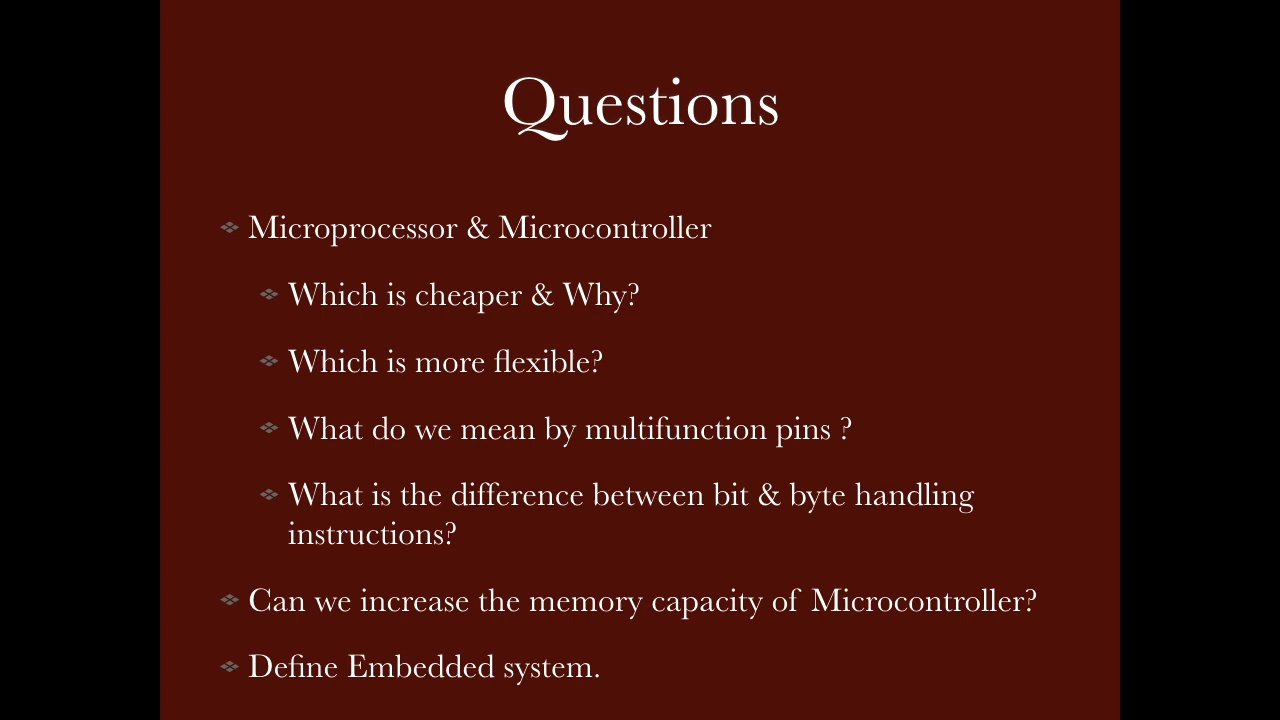 Questions
Microprocessor & Microcontroller
Which is cheaper & Why?
Which is more flexible?
What do we mean by multifunction pins ?
What is the difference between bit & byte handling
instructions?
Can we increase the memory capacity of Microcontroller?
Define Embedded system.